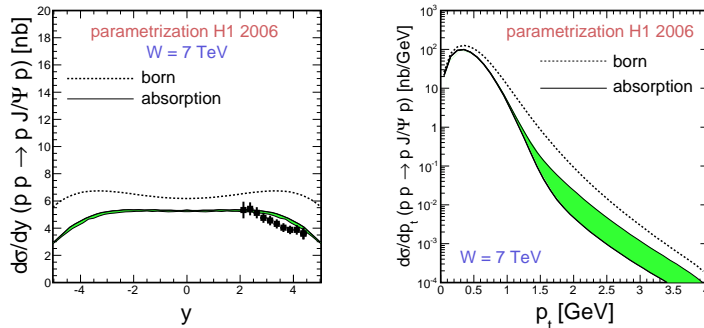 dσ/dy (p p → p J/Ψ p) [nb]
20
18
16
14
12
10
8
6
4
2
0
parametrization H1 2006
W = 7 TeV
born
absorption
-4 -2 0 2 4
y
dσ/dp_t (p p → p J/Ψ p) [nb/GeV]
10³
10²
10
1
10⁻¹
10⁻²
10⁻³
10⁻⁴
parametrization H1 2006
born
absorption
W = 7 TeV
0 0.5 1 1.5 2 2.5 3 3.5
p_t [GeV]